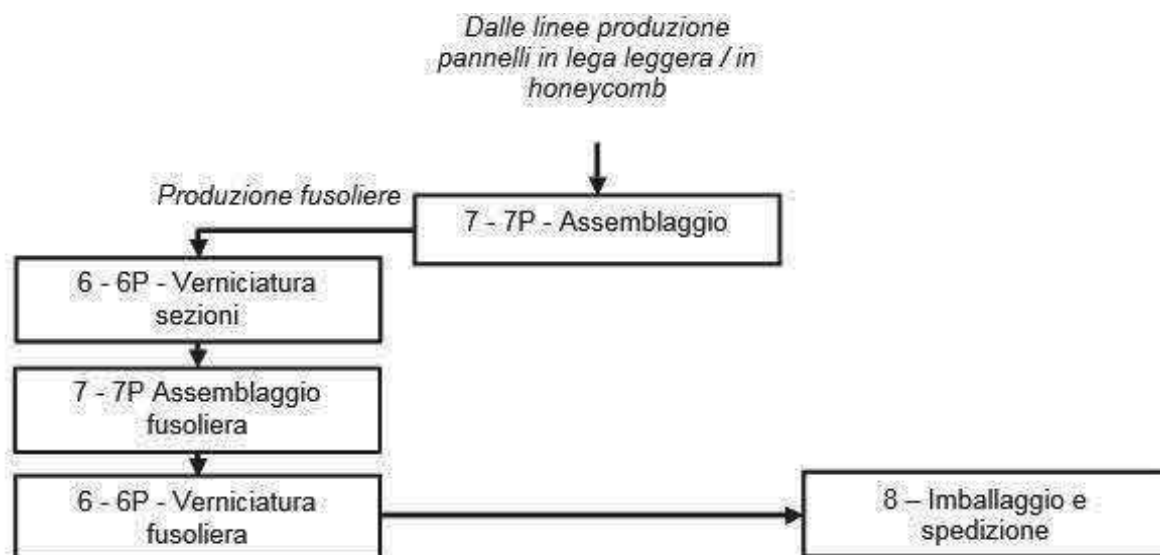 Dalle linee produzione
pannelli in lega leggera / in
honeycomb
Produzione fusoliere
7 - 7P - Assemblaggio
6 - 6P - Verniciatura
sezioni
7 - 7P Assemblaggio
fusoliera
6 - 6P - Verniciatura
fusoliera
8 – Imballaggio e
spedizione